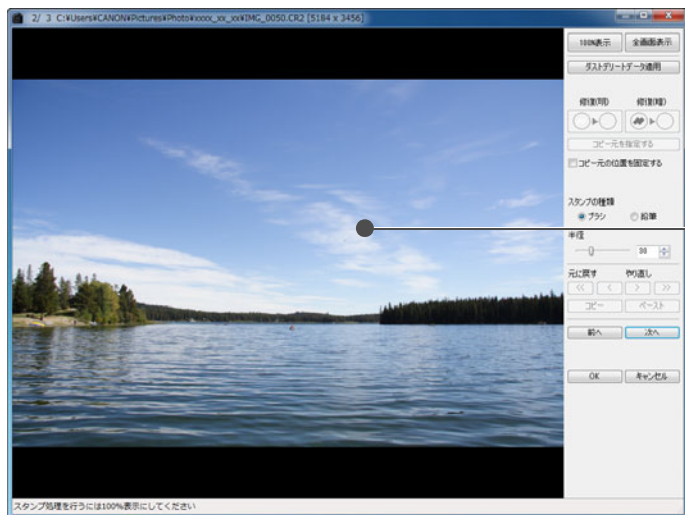 2/ 3 C:¥Users¥CANON¥Pictures¥Photo¥xxxx_xx_xx¥IMG_0050.CR2 [5184 x 3456]
100%表示 全画面表示
ダストデリートデータ適用
修復(明) 修復(暗)
コピー元を指定する
コピー元の位置を固定する
スタンプの種類
ブラシ 鉛筆
半径
30
元に戻す やり直し
<< < > >>
コピー ペースト
前へ 次へ
OK キャンセル
スタンプ処理を行うには100%表示にしてください